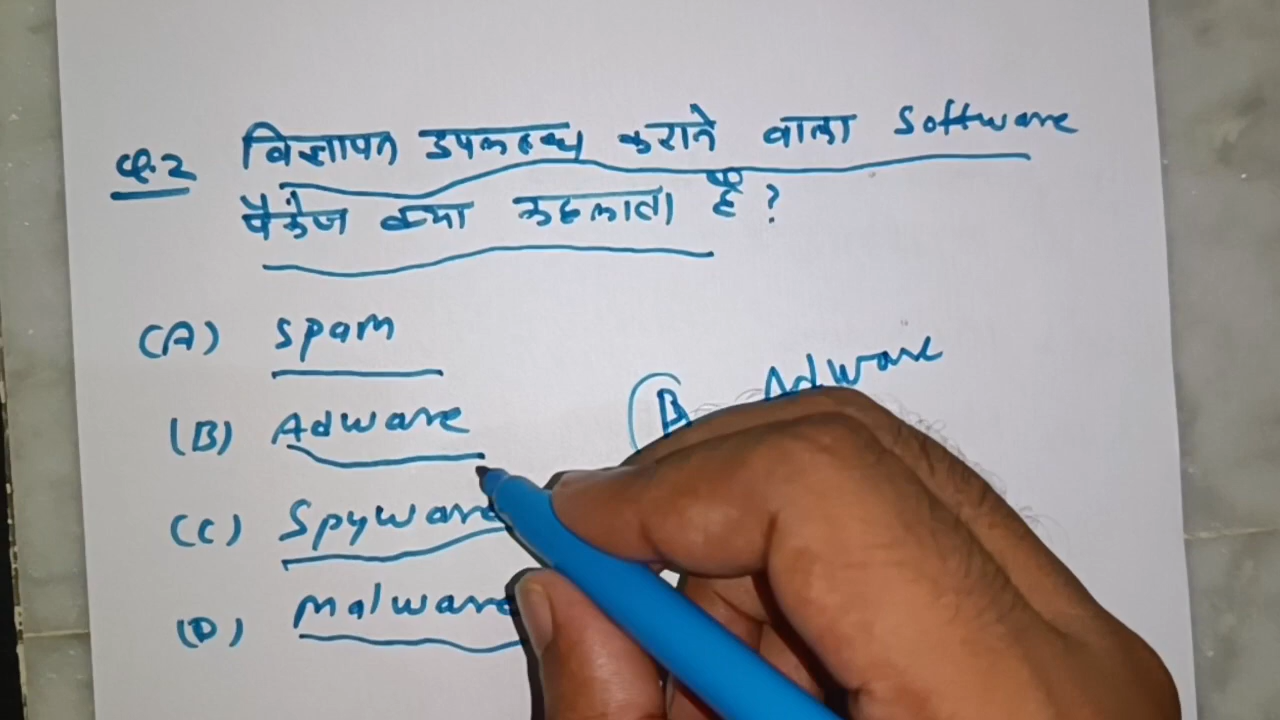 Q.2 विज्ञापन उपलब्ध कराने वाला Software
पैकेज क्या कहलाता है ?
(A) Spam
(B) Adware
(C) Spyware
(D) Malware
B Adware